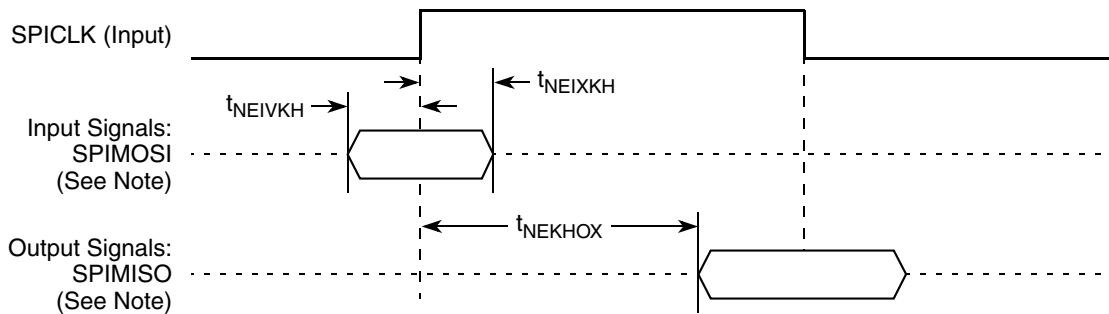 SPICLK (Input)
tNEIVKH
tNEIXKH
Input Signals:
SPIMOSI
(See Note)
tNEKHOX
Output Signals:
SPIMISO
(See Note)